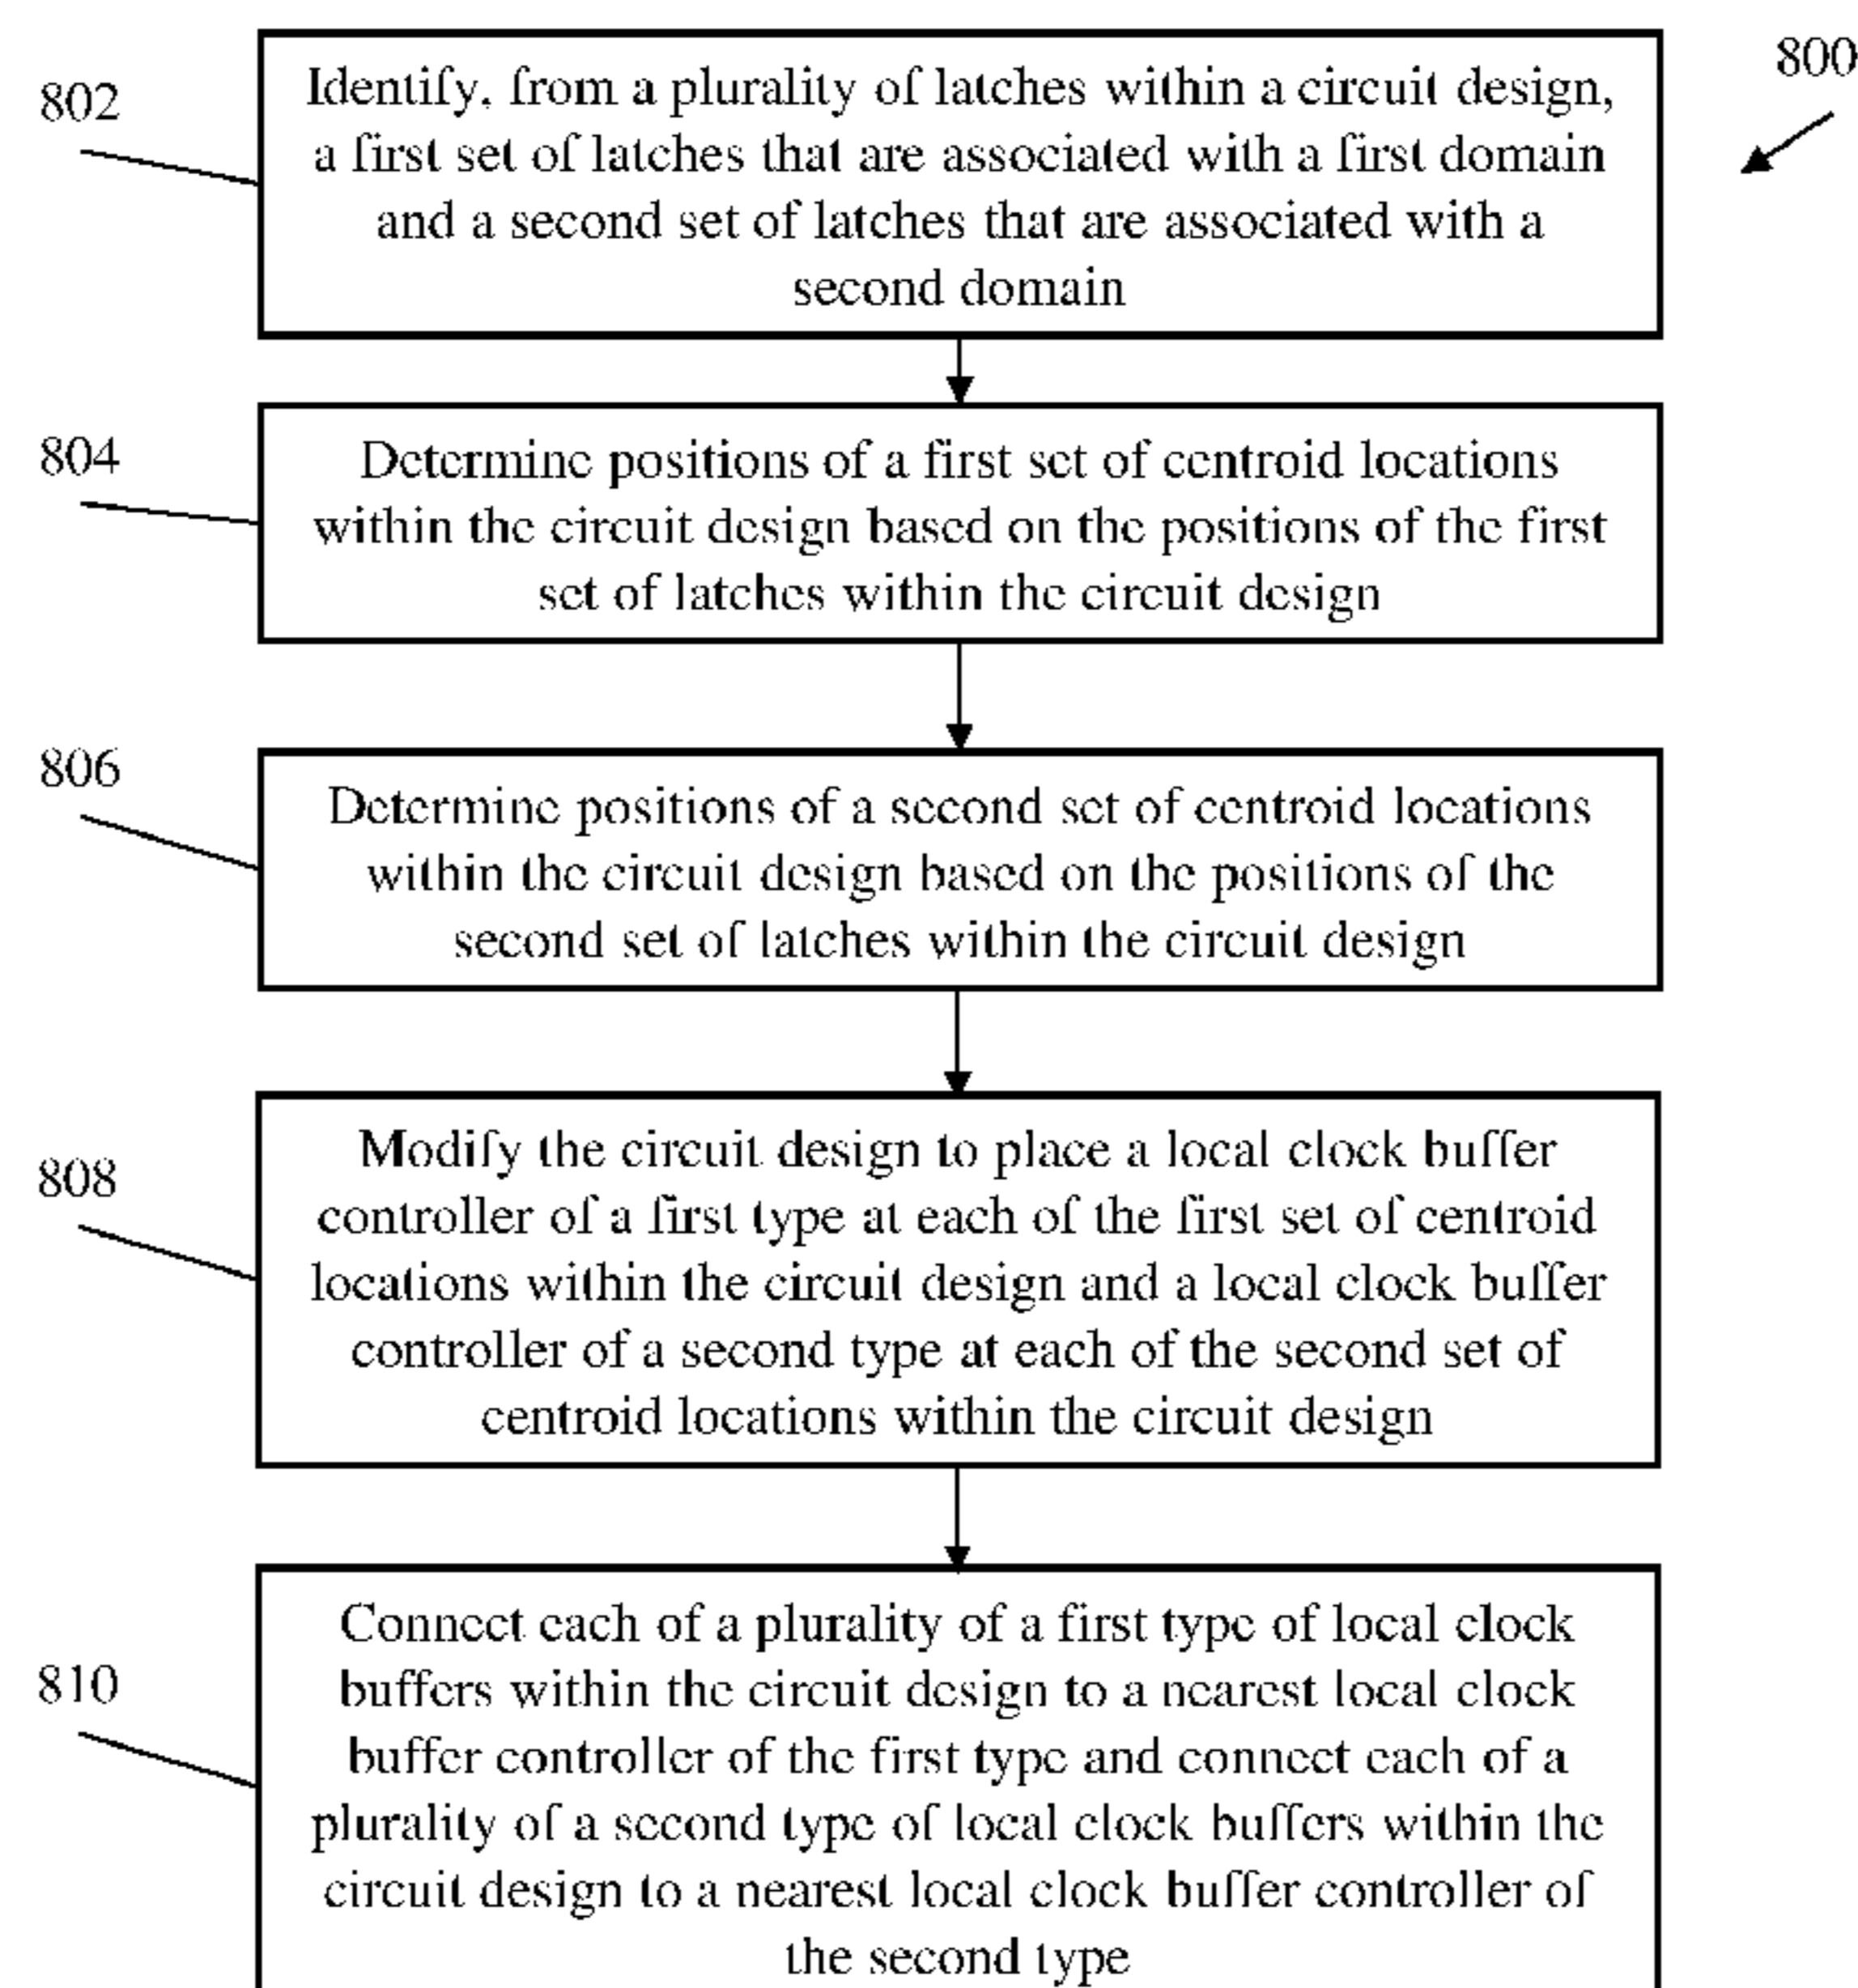 800
802
Identify, from a plurality of latches within a circuit design,
a first set of latches that are associated with a first domain
and a second set of latches that are associated with a
second domain
804
Determine positions of a first set of centroid locations
within the circuit design based on the positions of the first
set of latches within the circuit design
806
Determine positions of a second set of centroid locations
within the circuit design based on the positions of the
second set of latches within the circuit design
808
Modify the circuit design to place a local clock buffer
controller of a first type at each of the first set of centroid
locations within the circuit design and a local clock buffer
controller of a second type at each of the second set of
centroid locations within the circuit design
810
Connect each of a plurality of a first type of local clock
buffers within the circuit design to a nearest local clock
buffer controller of the first type and connect each of a
plurality of a second type of local clock buffers within the
circuit design to a nearest local clock buffer controller of
the second type